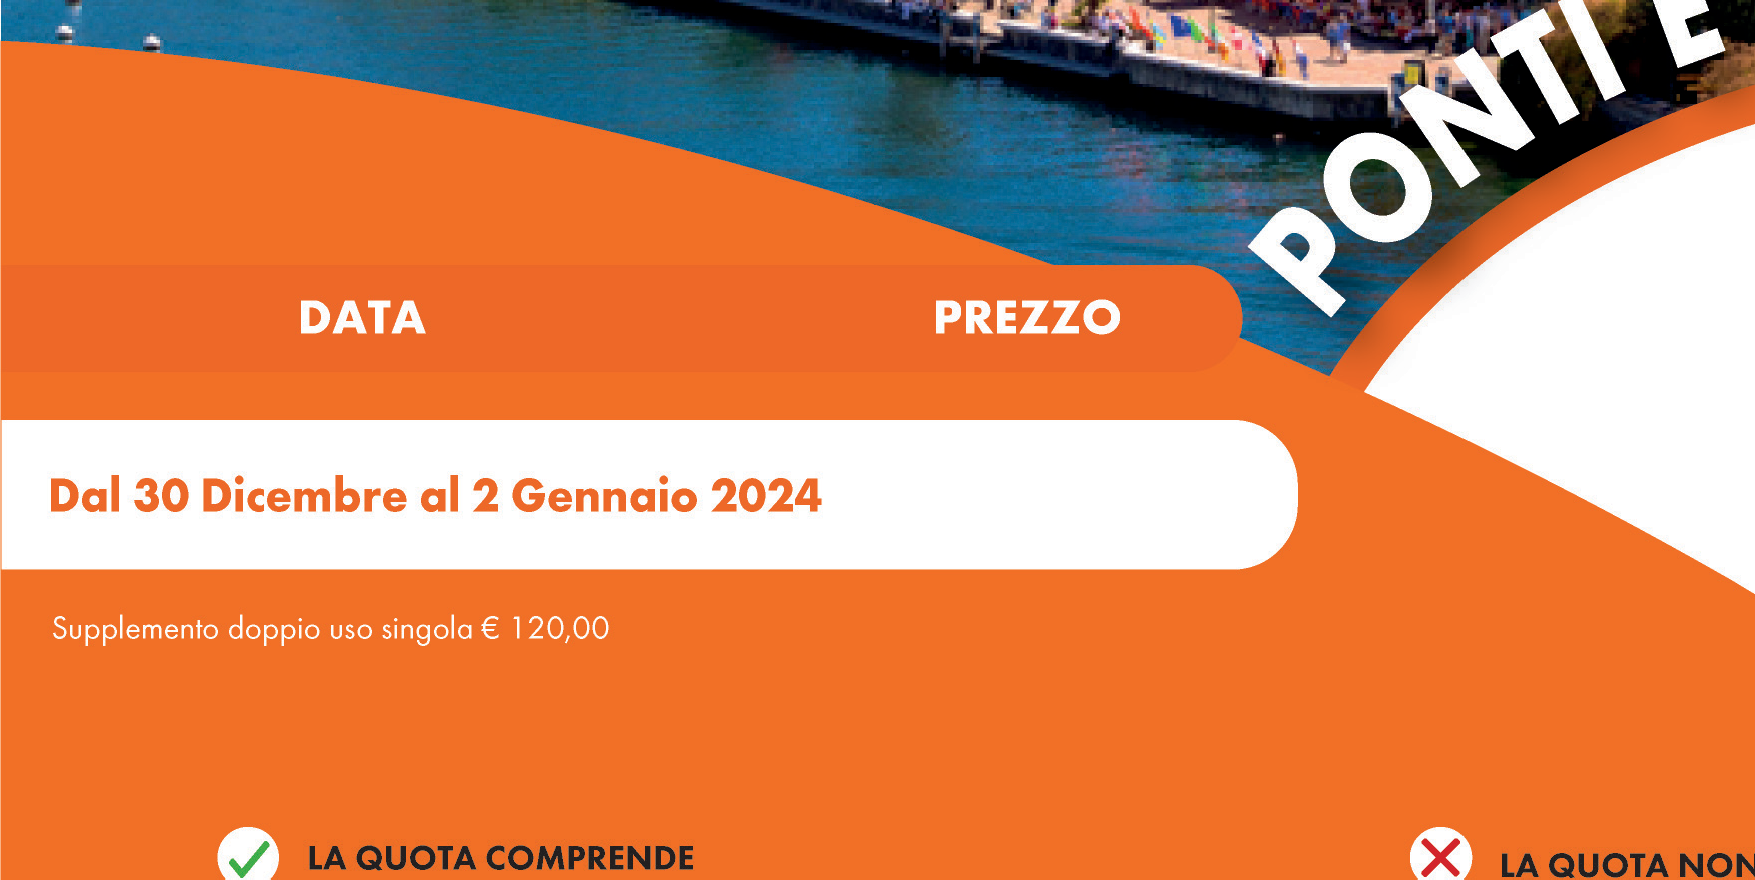 PONTI E
DATA PREZZO
Dal 30 Dicembre al 2 Gennaio 2024
Supplemento doppio uso singola € 120,00
LA QUOTA COMPRENDE
LA QUOTA NON